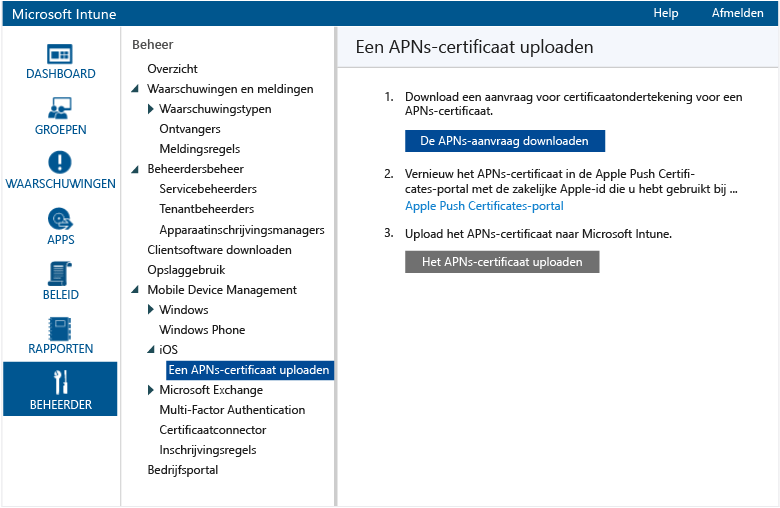 Microsoft Intune
Help
Afmelden
DASHBOARD
GROEPEN
WAARSCHUWINGEN
APPS
BELEID
RAPPORTEN
BEHEERDER
Beheer
Overzicht
Waarschuwingen en meldingen
Waarschuwingstypen
Ontvangers
Meldingsregels
Beheerdersbeheer
Servicebeheerders
Tenantbeheerders
Apparaatinschrijvingsmanagers
Clientsoftware downloaden
Opslaggebruik
Mobile Device Management
Windows
Windows Phone
iOS
Een APNs-certificaat uploaden
Microsoft Exchange
Multi-Factor Authentication
Certificaatconnector
Inschrijvingsregels
Bedrijfsportal
Een APNs-certificaat uploaden
1. Download een aanvraag voor certificaatondertekening voor een
APNs-certificaat.
De APNs-aanvraag downloaden
2. Vernieuw het APNs-certificaat in de Apple Push Certifi-
cates-portal met de zakelijke Apple-id die u hebt gebruikt bij ...
Apple Push Certificates-portal
3. Upload het APNs-certificaat naar Microsoft Intune.
Het APNs-certificaat uploaden